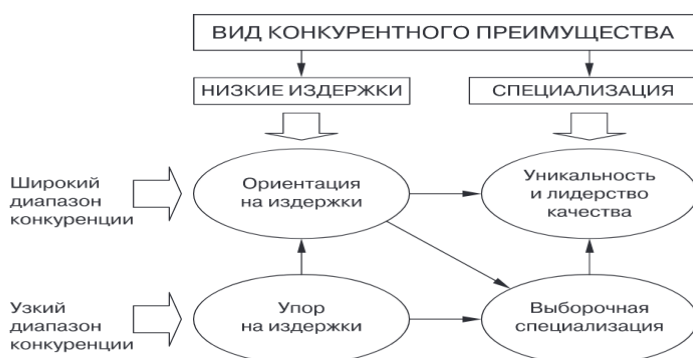 ВИД КОНКУРЕНТНОГО ПРЕИМУЩЕСТВА
НИЗКИЕ ИЗДЕРЖКИ
СПЕЦИАЛИЗАЦИЯ
Широкий
диапазон
конкуренции
Ориентация
на издержки
Уникальность
и лидерство
качества
Узкий
диапазон
конкуренции
Упор
на издержки
Выборочная
специализация